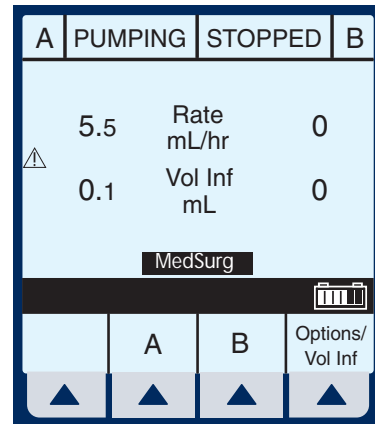 A PUMPING STOPPED B
5.5 Rate mL/hr 0
0.1 Vol Inf mL 0
MedSurg
A B Options/ Vol Inf